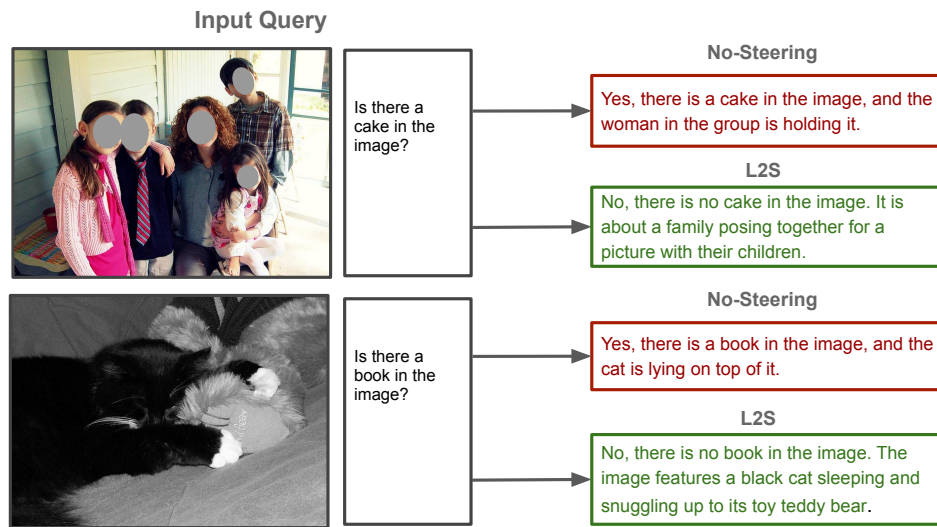 Input Query
No-Steering
Is there a
cake in the
image?
Yes, there is a cake in the image, and the
woman in the group is holding it.
L2S
No, there is no cake in the image. It is
about a family posing together for a
picture with their children.
No-Steering
Is there a
book in the
image?
Yes, there is a book in the image, and the
cat is lying on top of it.
L2S
No, there is no book in the image. The
image features a black cat sleeping and
snuggling up to its toy teddy bear.